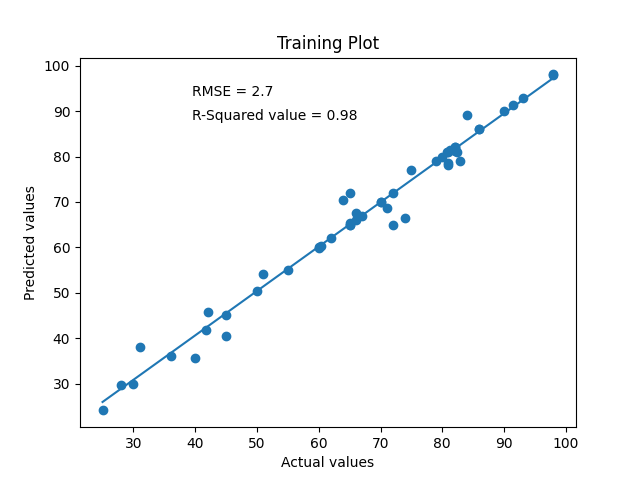 Training Plot
100
90
80
70
60
50
40
30
RMSE = 2.7
R-Squared value = 0.98
Predicted values
30 40 50 60 70 80 90 100
Actual values